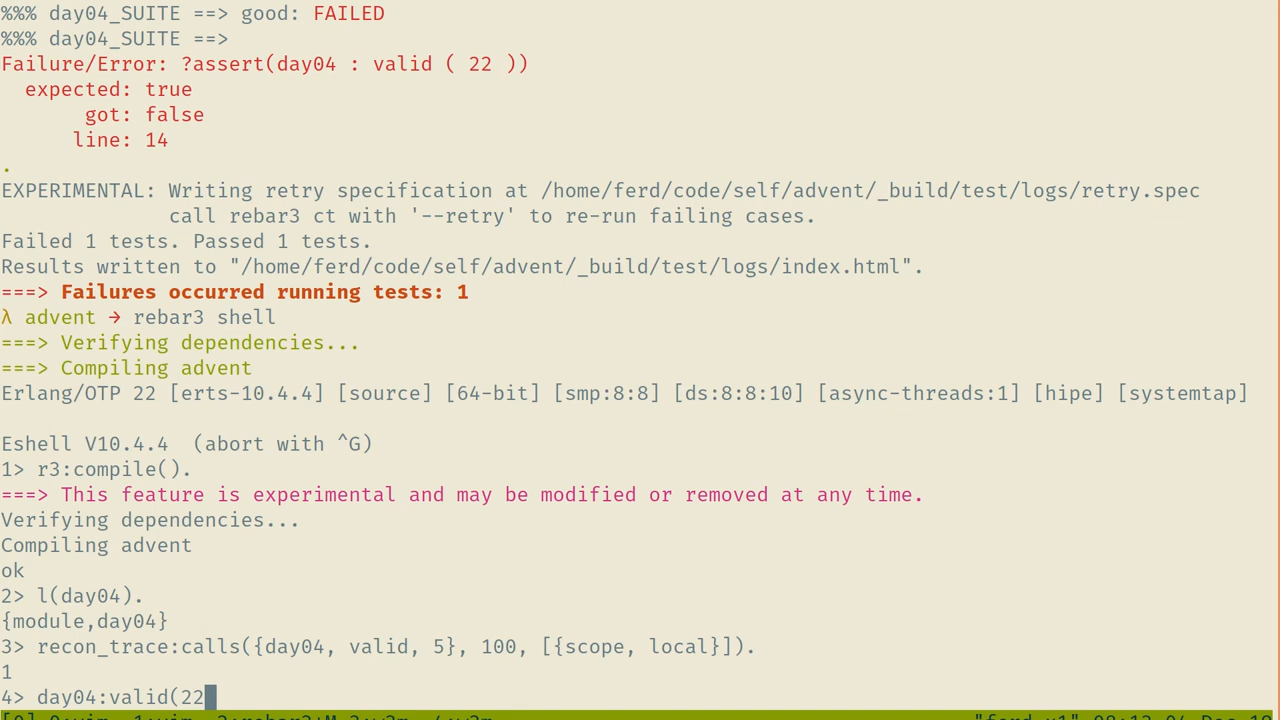 %%% day04_SUITE ==> good: FAILED
%%% day04_SUITE ==>
Failure/Error: ?assert(day04 : valid ( 22 ))
  expected: true
       got: false
      line: 14
.
EXPERIMENTAL: Writing retry specification at /home/ferd/code/self/advent/_build/test/logs/retry.spec
              call rebar3 ct with '--retry' to re-run failing cases.
Failed 1 tests. Passed 1 tests.
Results written to "/home/ferd/code/self/advent/_build/test/logs/index.html".
===> Failures occurred running tests: 1
λ advent → rebar3 shell
===> Verifying dependencies...
===> Compiling advent
Erlang/OTP 22 [erts-10.4.4] [source] [64-bit] [smp:8:8] [ds:8:8:10] [async-threads:1] [hipe] [systemtap]
Eshell V10.4.4  (abort with ^G)
1> r3:compile().
===> This feature is experimental and may be modified or removed at any time.
Verifying dependencies...
Compiling advent
ok
2> l(day04).
{module,day04}
3> recon_trace:calls({day04, valid, 5}, 100, [{scope, local}]).
1
4> day04:valid(22